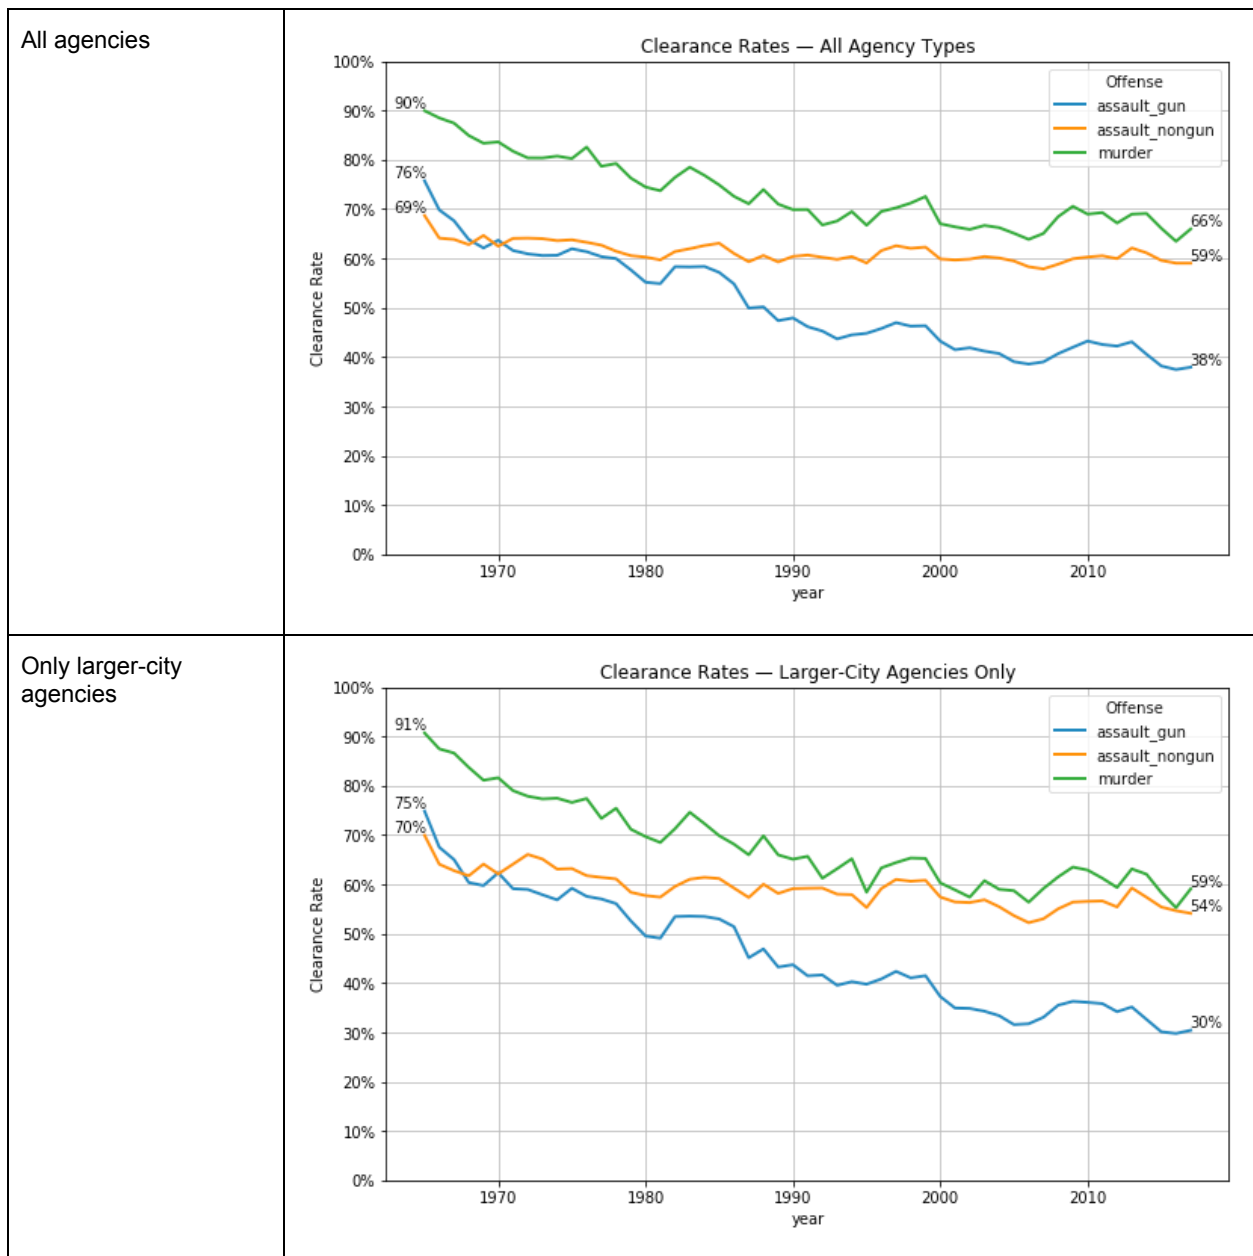 All agencies
Clearance Rates — All Agency Types
100%
90%
80%
70%
60%
50%
40%
30%
20%
10%
0%
Clearance Rate
90%
76%
69%
Offense
assault_gun
assault_nongun
murder
66%
59%
38%
1970
1980
1990
2000
2010
year
Only larger-city
agencies
Clearance Rates — Larger-City Agencies Only
100%
90%
80%
70%
60%
50%
40%
30%
20%
10%
0%
Clearance Rate
91%
75%
70%
Offense
assault_gun
assault_nongun
murder
59%
54%
30%
1970
1980
1990
2000
2010
year